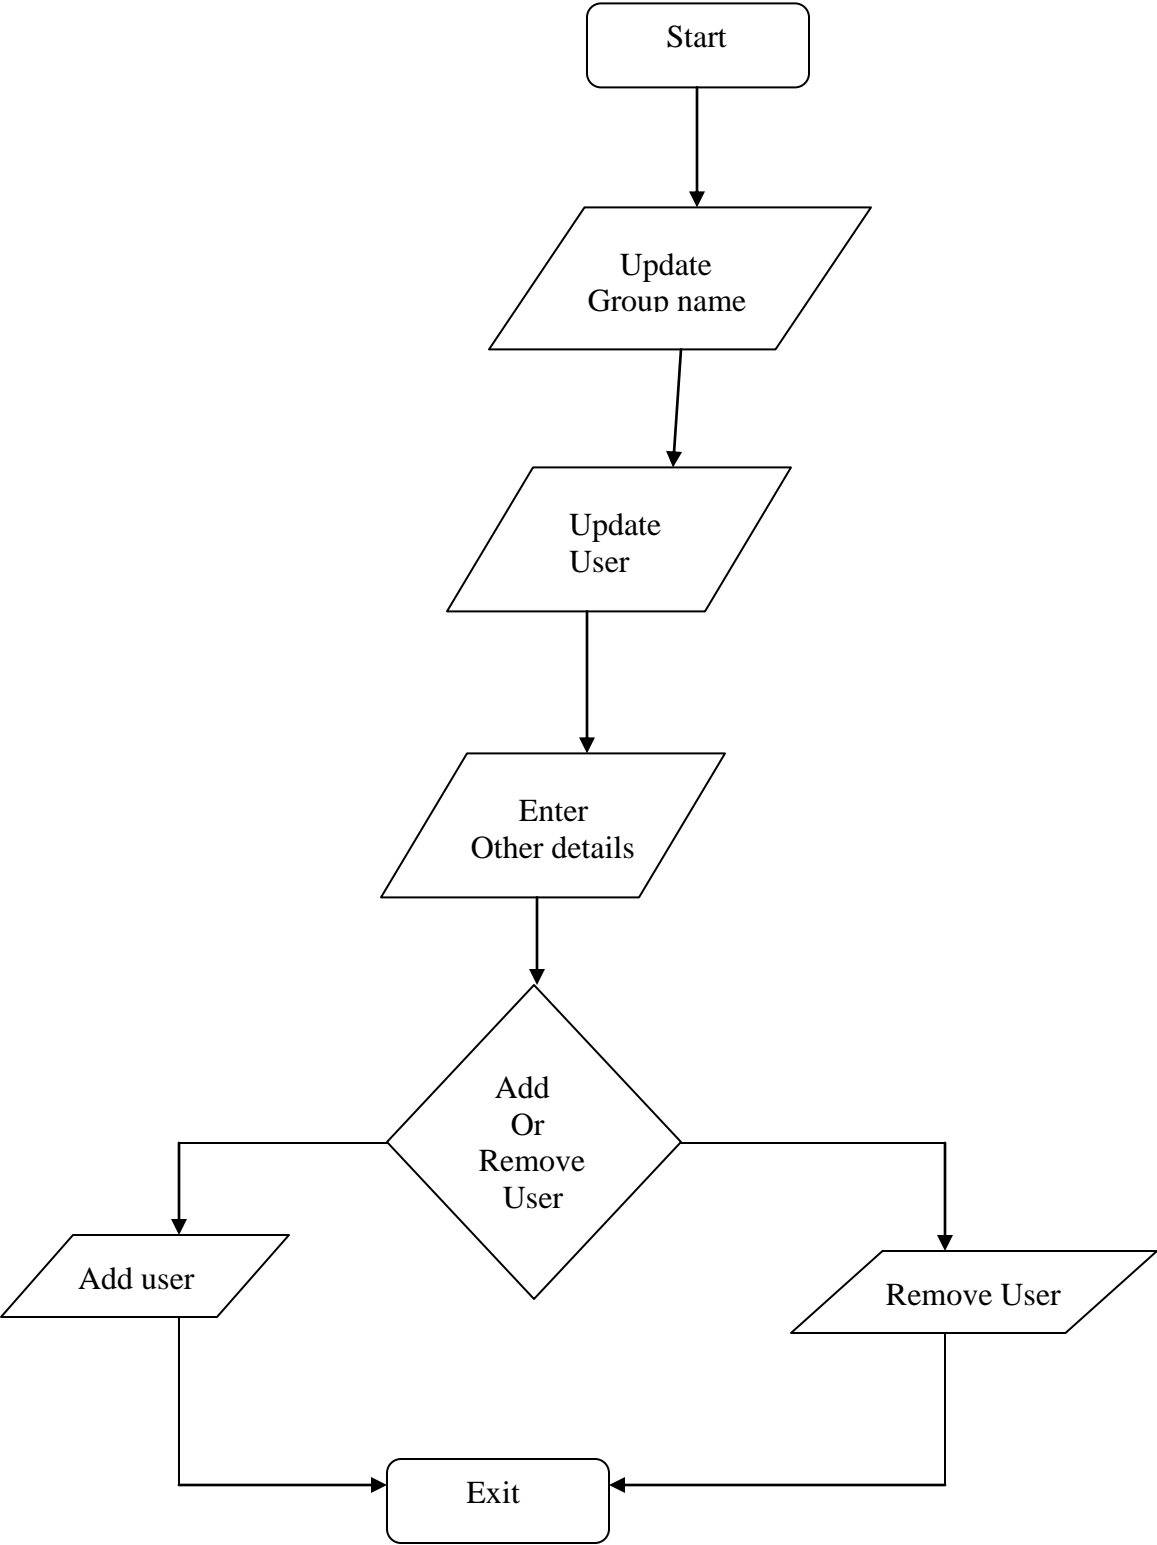 Start
Update
Group name
Update
User
Enter
Other details
Add
Or
Remove
User
Add user
Remove User
Exit